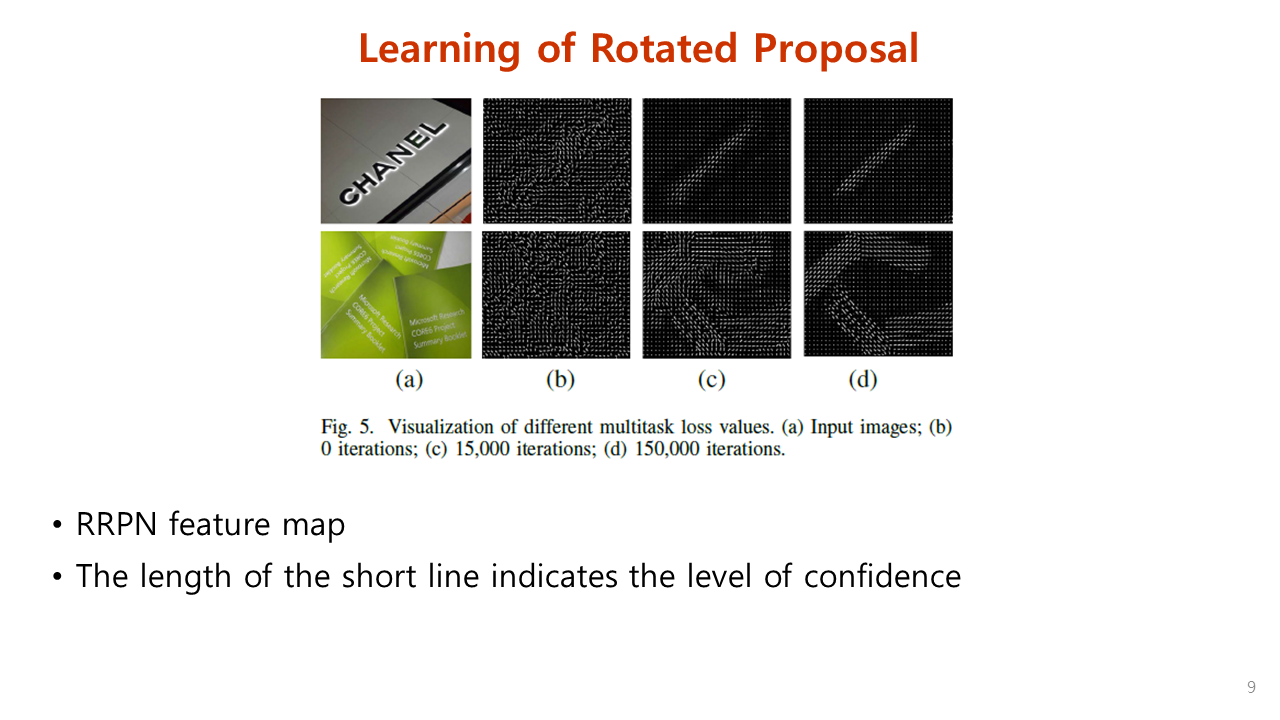 Learning of Rotated Proposal
CHANEL
Microsoft Research
CORE6 Project
Summary Booklet
Microsoft Research
CORE6 Project
Summary Booklet
(a)
(b)
(c)
(d)
Fig. 5. Visualization of different multitask loss values. (a) Input images; (b)
0 iterations; (c) 15,000 iterations; (d) 150,000 iterations.
• RRPN feature map
• The length of the short line indicates the level of confidence
9